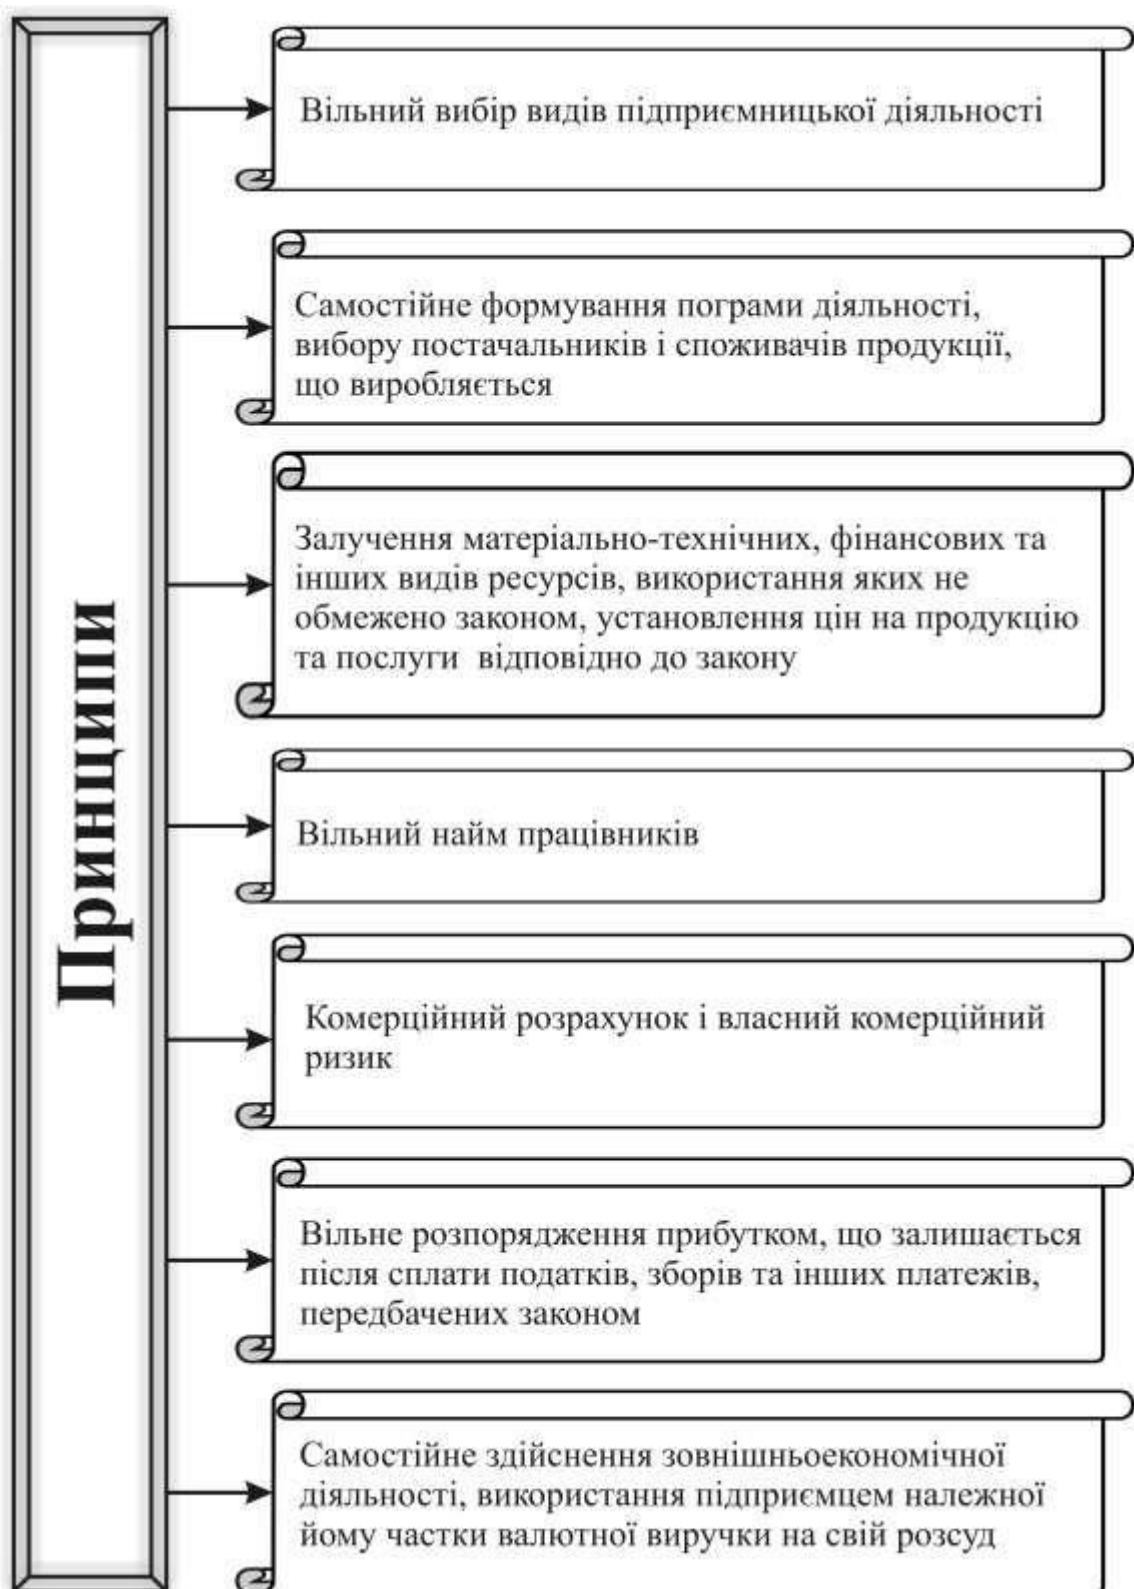 Принципи
Вільний вибір видів підприємницької діяльності
Самостійне формування пограми діяльності,
вибору постачальників і споживачів продукції,
що виробляється
Залучення матеріально-технічних, фінансових та
інших видів ресурсів, використання яких не
обмежено законом, установлення цін на продукцію
та послуги відповідно до закону
Вільний найм працівників
Комерційний розрахунок і власний комерційний
ризик
Вільне розпорядження прибутком, що залишається
після сплати податків, зборів та інших платежів,
передбачених законом
Самостійне здійснення зовнішньоекономічної
діяльності, використання підприємцем належної
йому частки валютної виручки на свій розсуд